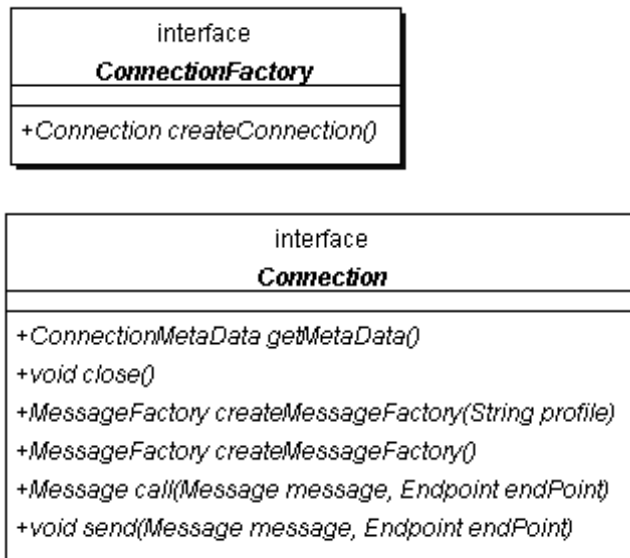 interface
ConnectionFactory
+Connection createConnection()
interface
Connection
+ConnectionMetaData getMetaData()
+void close()
+MessageFactory createMessageFactory(String profile)
+MessageFactory createMessageFactory()
+Message call(Message message, Endpoint endPoint)
+void send(Message message, Endpoint endPoint)